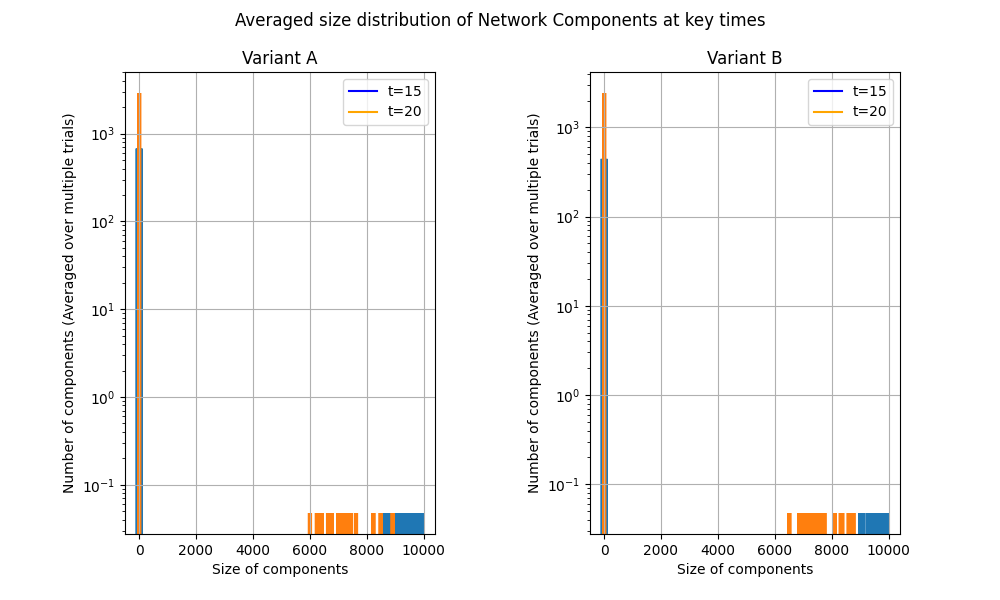 Averaged size distribution of Network Components at key times
Variant A
Number of components (Averaged over multiple trials)
10³
10²
10¹
10⁰
10⁻¹
t=15
t=20
0 2000 4000 6000 8000 10000
Size of components
Variant B
Number of components (Averaged over multiple trials)
10³
10²
10¹
10⁰
10⁻¹
t=15
t=20
0 2000 4000 6000 8000 10000
Size of components